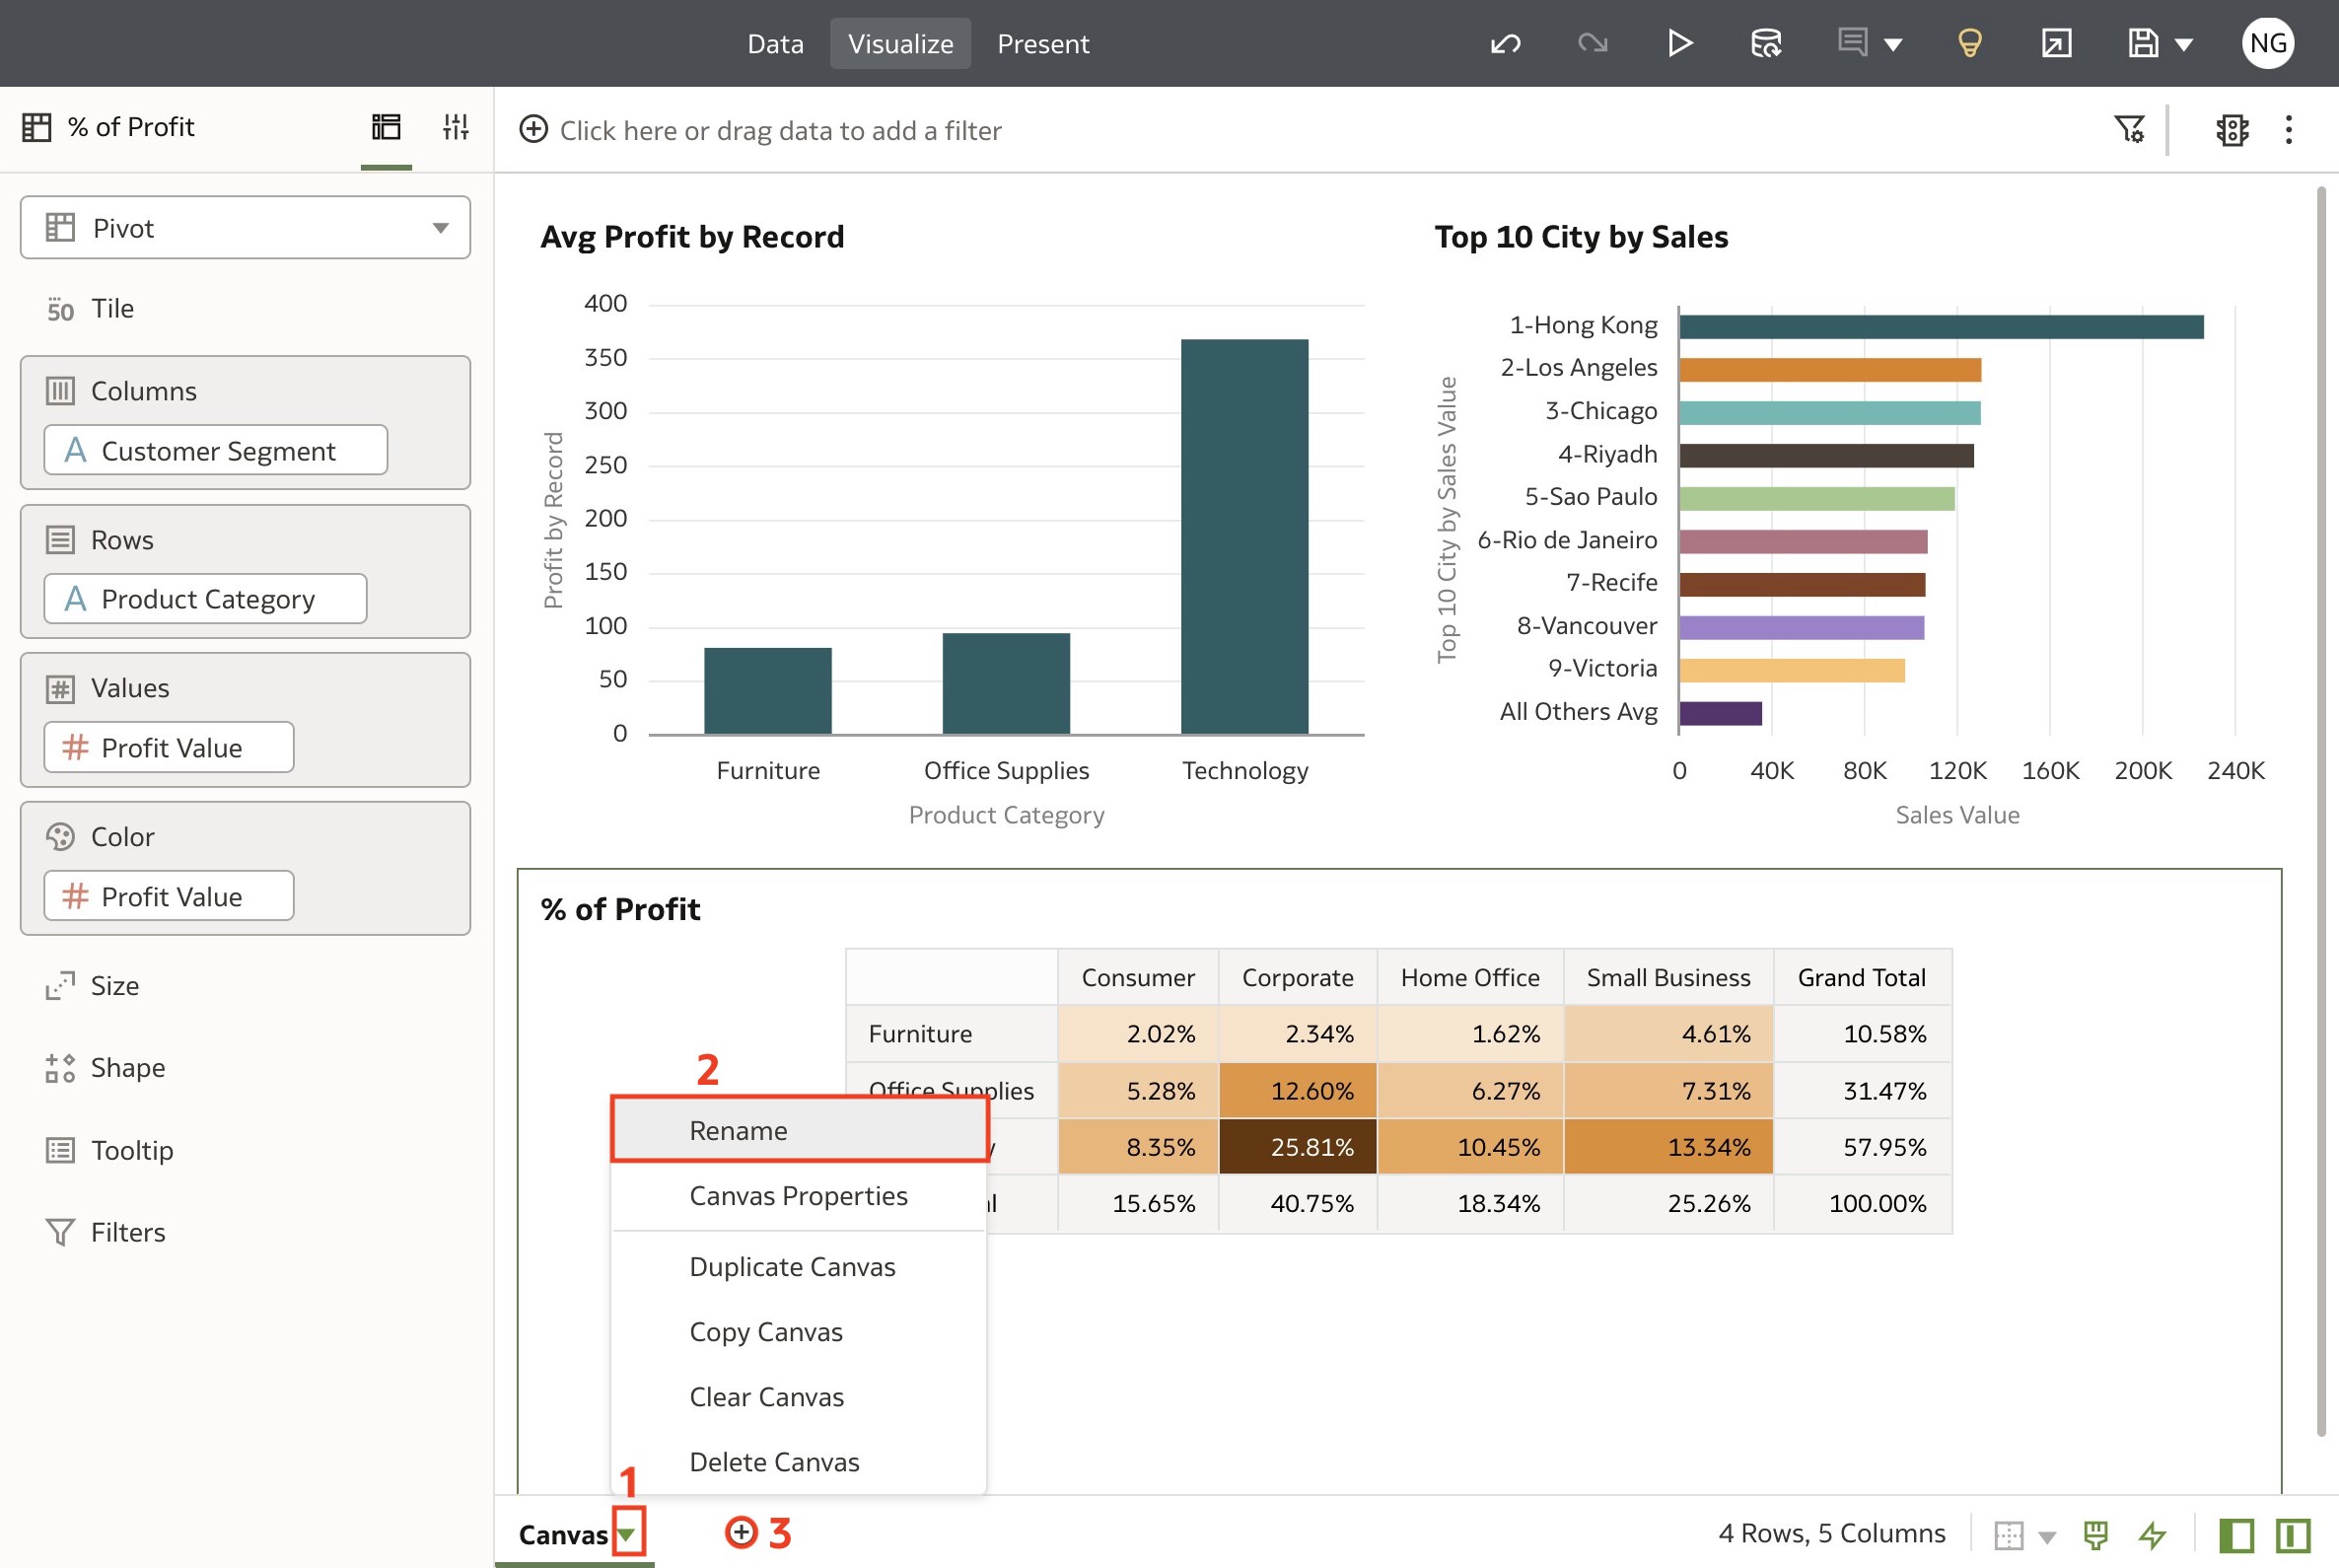 Data Visualize Present
NG
% of Profit
Click here or drag data to add a filter
Pivot
50 Tile
Columns
A Customer Segment
Rows
A Product Category
Values
# Profit Value
Color
# Profit Value
Size
Shape
Tooltip
Filters
Avg Profit by Record
Profit by Record
400
350
300
250
200
150
100
50
0
Furniture Office Supplies Technology
Product Category
Top 10 City by Sales
Top 10 City by Sales Value
1-Hong Kong
2-Los Angeles
3-Chicago
4-Riyadh
5-Sao Paulo
6-Rio de Janeiro
7-Recife
8-Vancouver
9-Victoria
All Others Avg
0 40K 80K 120K 160K 200K 240K
Sales Value
% of Profit
Consumer Corporate Home Office Small Business Grand Total
Furniture 2.02% 2.34% 1.62% 4.61% 10.58%
Office Supplies 5.28% 12.60% 6.27% 7.31% 31.47%
8.35% 25.81% 10.45% 13.34% 57.95%
15.65% 40.75% 18.34% 25.26% 100.00%
2
Rename
Canvas Properties
Duplicate Canvas
Copy Canvas
Clear Canvas
Delete Canvas
1
Canvas
3
4 Rows, 5 Columns